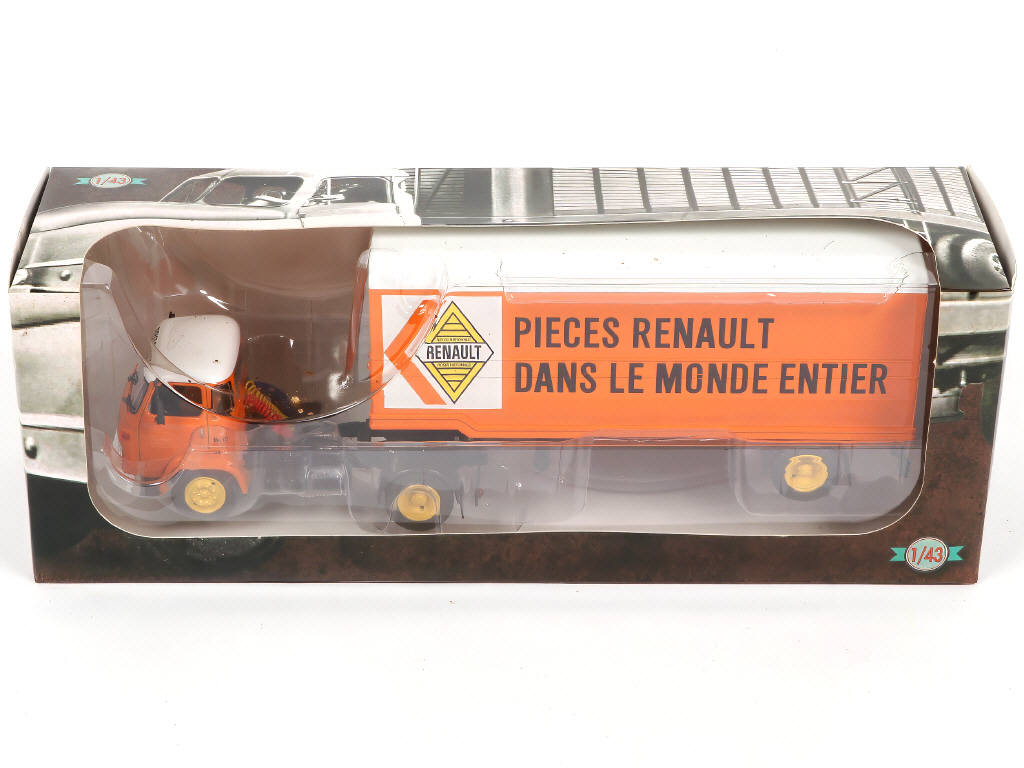 1/43
PIECES RENAULT
DANS LE MONDE ENTIER
RENAULT
1/43